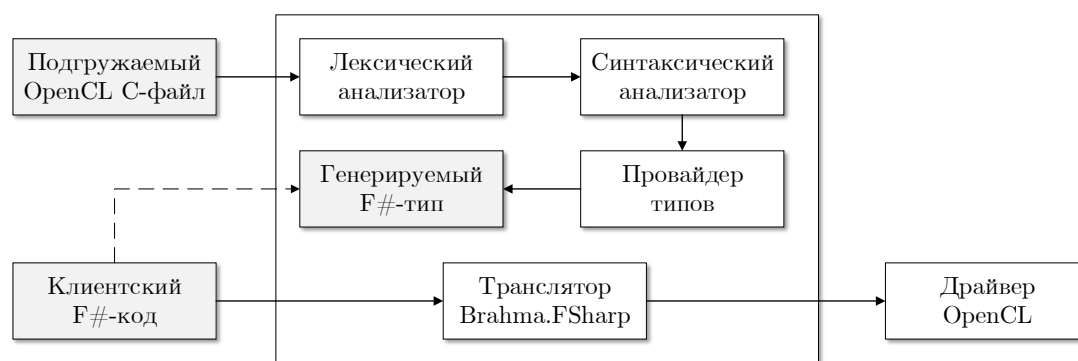 Подгружаемый
OpenCL C-файл
Лексический
анализатор
Синтаксический
анализатор
Генерируемый
F#-тип
Провайдер
типов
Клиентский
F#-код
Транслятор
Brahma.FSharp
Драйвер
OpenCL